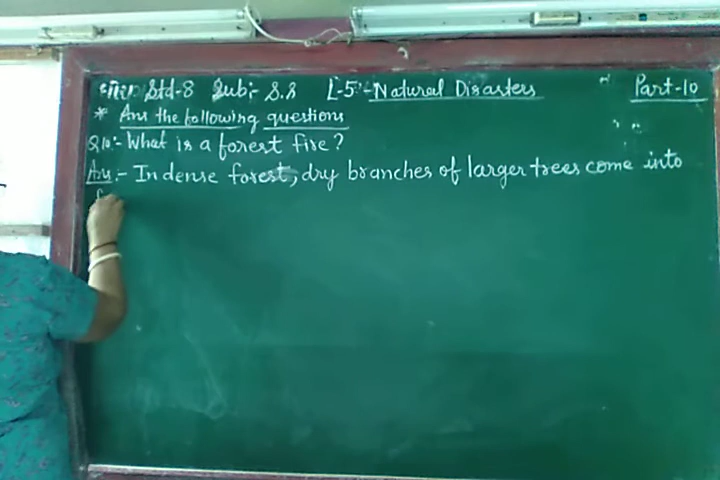 Std-8 Sub:- S.S L-5:- Natural Disasters Part-10
* Ans the following questions
Q10:- What is a forest fire?
Ans:- In dense forest, dry branches of larger trees come into
f